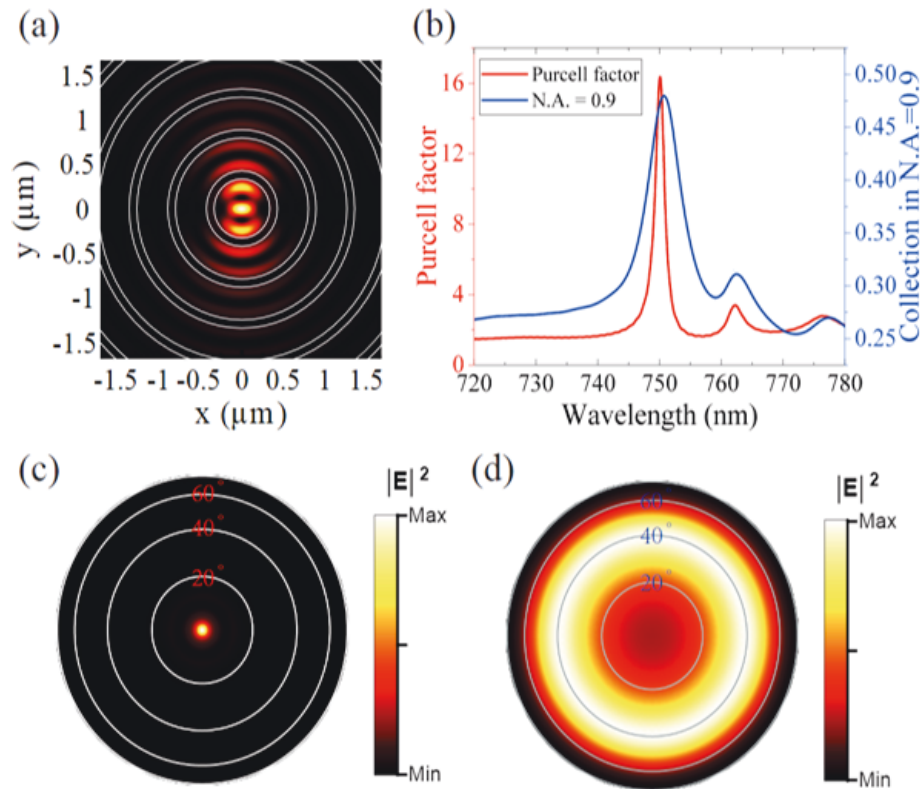 (a)
1.5
1
0.5
0
-0.5
-1
-1.5
y (μm)
-1.5 -1 -0.5 0 0.5 1 1.5
x (μm)
(b)
Purcell factor
N.A. = 0.9
16
12
8
4
0
Purcell factor
0.50
0.45
0.40
0.35
0.30
0.25
Collection in N.A.=0.9
720 730 740 750 760 770 780
Wavelength (nm)
(c)
60°
40°
20°
|E|²
Max
Min
(d)
60°
40°
20°
|E|²
Max
Min